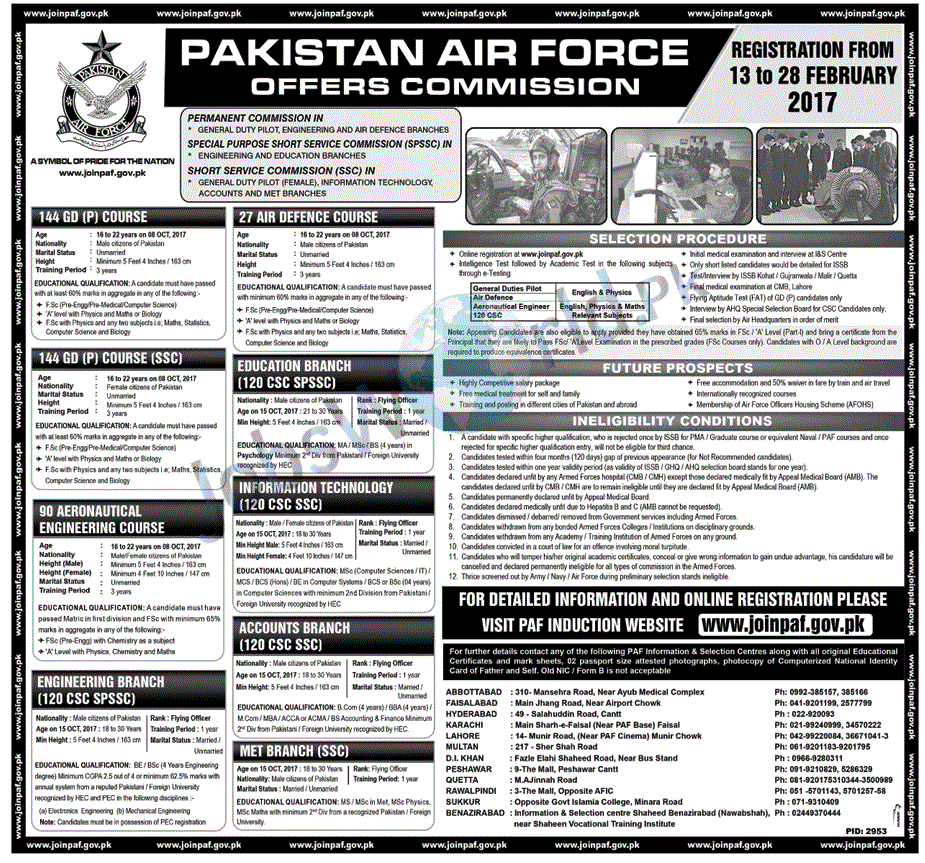 www.joinpaf.gov.pk www.joinpaf.gov.pk www.joinpaf.gov.pk www.joinpaf.gov.pk www.joinpaf.gov.pk www.joinpaf.gov.pk
PAKISTAN
AIR FORCE
A SYMBOL OF PRIDE FOR THE NATION
www.joinpaf.gov.pk
PAKISTAN AIR FORCE
OFFERS COMMISSION
REGISTRATION FROM
13 to 28 FEBRUARY
2017
PERMANENT COMMISSION IN
* GENERAL DUTY PILOT, ENGINEERING AND AIR DEFENCE BRANCHES
SPECIAL PURPOSE SHORT SERVICE COMMISSION (SPSSC) IN
* ENGINEERING AND EDUCATION BRANCHES
SHORT SERVICE COMMISSION (SSC) IN
* GENERAL DUTY PILOT (FEMALE), INFORMATION TECHNOLOGY,
ACCOUNTS AND MET BRANCHES
144 GD (P) COURSE
Age : 16 to 22 years on 08 OCT, 2017
Nationality : Male citizens of Pakistan
Marital Status : Unmarried
Height : Minimum 5 Feet 4 Inches / 163 cm
Training Period : 3 years
EDUCATIONAL QUALIFICATION: A candidate must have passed
with at least 60% marks in aggregate in any of the following:-
F.Sc (Pre-Engg/Pre-Medical/Computer Science)
"A" level with Physics and Maths or Biology
F.Sc with Physics and any two subjects i.e; Maths, Statistics,
Computer Science and Biology
144 GD (P) COURSE (SSC)
Age : 16 to 22 years on 08 OCT, 2017
Nationality : Female citizens of Pakistan
Marital Status : Unmarried
Height : Minimum 5 Feet 4 Inches / 163 cm
Training Period : 3 years
EDUCATIONAL QUALIFICATION: A candidate must have passed
with at least 60% marks in aggregate in any of the following:-
F.Sc (Pre-Engg/Pre-Medical/Computer Science)
"A" level with Physics and Maths or Biology
F.Sc with Physics and any two subjects i.e; Maths, Statistics,
Computer Science and Biology
90 AERONAUTICAL
ENGINEERING COURSE
Age : 16 to 22 years on 08 OCT, 2017
Nationality : Male/Female citizens of Pakistan
Height (Male) : Minimum 5 Feet 4 Inches / 163 cm
Height (Female) : Minimum 4 Feet 10 Inches / 147 cm
Marital Status : Unmarried
Training Period : 3 years
EDUCATIONAL QUALIFICATION: A candidate must have
passed Matric in first division and FSc with minimum 65%
marks in aggregate in any of the following:-
FSc (Pre-Engg) with Chemistry as a subject
'A' Level with Physics, Chemistry and Maths
ENGINEERING BRANCH
(120 CSC SPSSC)
Nationality : Male citizens of Pakistan Rank : Flying Officer
Age on 15 OCT, 2017 : 18 to 30 Years Training Period : 1 year
Min Height : 5 Feet 4 Inches / 163 cm Marital Status : Married /
Unmarried
EDUCATIONAL QUALIFICATION: BE / BSc (4 Years Engineering
degree) Minimum CGPA 2.5 out of 4 or minimum 62.5% marks with
annual system from a reputed Pakistani / Foreign University
recognized by HEC and PEC in the following disciplines :-
(a) Electronics Engineering (b) Mechanical Engineering
Note: Candidates must be in possession of PEC registration
27 AIR DEFENCE COURSE
Age : 16 to 22 years on 08 OCT, 2017
Nationality : Male citizens of Pakistan
Marital Status : Unmarried
Height : Minimum 5 Feet 4 Inches / 163 cm
Training Period : 3 years
EDUCATIONAL QUALIFICATION: A candidate must have passed
with minimum 60% marks in aggregate in any of the following:-
F.Sc (Pre-Engg/Pre-Medical/Computer Science)
'A' level with Physics and Maths / Biology
F.Sc with Physics and any two subjects i.e; Maths, Statistics,
Computer Science and Biology
EDUCATION BRANCH
(120 CSC SPSSC)
Nationality : Male citizens of Pakistan Rank : Flying Officer
Age on 15 OCT, 2017 : 21 to 30 Years Training Period : 1 year
Min Height : 5 Feet 4 Inches / 163 cm Marital Status : Married /
Unmarried
EDUCATIONAL QUALIFICATION: MA / MSc / BS (4 years) in
Psychology Minimum 2nd Div from Pakistani / Foreign University
recognized by HEC
INFORMATION TECHNOLOGY
(120 CSC SSC)
Nationality : Male / Female citizens of Pakistan Rank : Flying Officer
Age on 15 OCT, 2017 : 18 to 30 Years Training Period : 1 year
Min Height Male: 5 Feet 4 Inches / 163 cm Marital Status : Married /
Min Height Female: 4 Feet 10 Inches / 147 cm Unmarried
EDUCATIONAL QUALIFICATION: MSc (Computer Sciences / IT) /
MCS / BCS (Hons) / BE in Computer Systems / BCS or BSc (04 years)
in Computer Sciences with minimum 2nd Division from Pakistani /
Foreign University recognized by HEC
ACCOUNTS BRANCH
(120 CSC SSC)
Nationality : Male citizens of Pakistan Rank : Flying Officer
Age on 15 OCT, 2017 : 18 to 30 Years Training Period : 1 year
Min Height: 5 Feet 4 Inches / 163 cm Marital Status : Married /
Unmarried
EDUCATIONAL QUALIFICATION: B.Com (4 years) / BBA (4 years) /
M.Com / MBA / ACCA or ACMA / BS Accounting & Finance Minimum
2nd Div from Pakistani / Foreign University recognized by HEC.
MET BRANCH (SSC)
Nationality : Male citizens of Pakistan Rank: Flying Officer
Age on 15 OCT, 2017 : 18 to 30 Years Training Period: 1 year
Min Height: 5 Feet 4 Inches / 163 cm
EDUCATIONAL QUALIFICATION: MS / MSc in Met, MSc Physics,
MSc Maths with minimum 2nd Div from a recognized Pakistan / Foreign
University.
SELECTION PROCEDURE
Online registration at www.joinpaf.gov.pk
Intelligence Test followed by Academic Test in the following subjects
through e-Testing
General Duties Pilot English & Physics
Air Defence
Aeronautical Engineer English, Physics & Maths
120 CSC Relevant Subjects
Initial medical examination and interview at I&S Centre
Only short listed candidates would be detailed for ISSB
Test/Interview by ISSB Kohat / Gujranwala / Malir / Quetta
Final medical examination at CMB, Lahore
Flying Aptitude Test (FAT) of GD (P) candidates only
Interview by AHQ Special Selection Board for CSC Candidates only.
Final selection by Air Headquarters in order of merit
Note: Appearing Candidates are also eligible to apply provided they have obtained 65% marks in FSc / 'A' Level (Part-I) and bring a certificate from the
Principal that they are likely to Pass FSc/ 'A'Level Examination in the prescribed grades (FSc Courses only). Candidates with O / A Level background are
required to produce equivalence certificates.
FUTURE PROSPECTS
Highly Competitive salary package
Free medical treatment for self and family
Training and posting in different cities of Pakistan and abroad
Free accommodation and 50% waiver in fare by train and air travel
Internationally recognized courses
Membership of Air Force Officers Housing Scheme (AFOHS)
INELIGIBILITY CONDITIONS
1. A candidate with specific higher qualification, who is rejected once by ISSB for PMA / Graduate course or equivalent Naval / PAF courses and once
rejected for specific higher qualification entry, will not be eligible for third chance.
2. Candidates tested within four months (120 days) gap of previous appearance (for Not Recommended candidates).
3. Candidates tested within one year validity period (as validity of ISSB / GHQ / AHQ selection board stands for one year).
4. Candidates declared unfit by any Armed Forces hospital (CMB / CMH) except those declared medically fit by Appeal Medical Board (AMB). The
candidates declared unfit by CMB / CMH are to remain ineligible until they are declared fit by Appeal Medical Board (AMB).
5. Candidates permanently declared unfit by Appeal Medical Board.
6. Candidates declared medically unfit due to Hepatitis B and C (AMB cannot be requested).
7. Candidates dismissed / debarred/ removed from Government services including Armed Forces.
8. Candidates withdrawn from any bonded Armed Forces Colleges / Institutions on disciplinary grounds.
9. Candidates withdrawn from any Academy / Training Institution of Armed Forces on any ground.
10. Candidates convicted in a court of law for an offence involving moral turpitude.
11. Candidates who will temper his original academic certificates, conceal or give wrong information to gain undue advantage, his candidature will be
cancelled and declared permanently ineligible for all types of commission in the Armed Forces.
12. Thrice screened out by Army / Navy / Air Force during preliminary selection stands ineligible.
FOR DETAILED INFORMATION AND ONLINE REGISTRATION PLEASE
VISIT PAF INDUCTION WEBSITE www.joinpaf.gov.pk
For further details contact any of the following PAF Information & Selection Centres along with all original Educational
Certificates and mark sheets, 02 passport size attested photographs, photocopy of Computerized National Identity
Card of Father and Self. Old NIC / Form B is not acceptable
ABBOTTABAD : 310- Mansehra Road, Near Ayub Medical Complex Ph: 0992-385157, 385166
FAISALABAD : Main Jhang Road, Near Airport Chowk Ph: 041-9201199, 2577799
HYDERABAD : 49 - Salahuddin Road, Cantt Ph : 022-920093
KARACHI : Main Sharh-e-Faisal (Near PAF Base) Faisal Ph : 021-99240999, 34570222
LAHORE : 14- Munir Road, (Near PAF Cinema) Munir Chowk Ph : 042-99220084, 36671041-3
MULTAN : 217 - Sher Shah Road Ph : 061-9201183-9201795
D.I. KHAN : Fazle Elahi Shaheed Road, Near Bus Stand Ph : 0966-9280311
PESHAWAR : 9-The Mall, Peshawar Cantt Ph : 091-9210829, 5286329
QUETTA : M.AJinnah Road Ph : 081-920175310344-3500989
RAWALPINDI : 3-The Mall, Opposite AFIC Ph : 051 -5701143, 5701257-58
SUKKUR : Opposite Govt Islamia College, Minara Road Ph : 071-9310409
BENAZIRABAD : Information & Selection centre Shaheed Benazirabad (Nawabshah), Ph : 02449370444
near Shaheen Vocational Training Institute
PID: 2953
www.joinpaf.gov.pk www.joinpaf.gov.pk www.joinpaf.gov.pk www.joinpaf.gov.pk www.joinpaf.gov.pk www.joinpaf.gov.pk